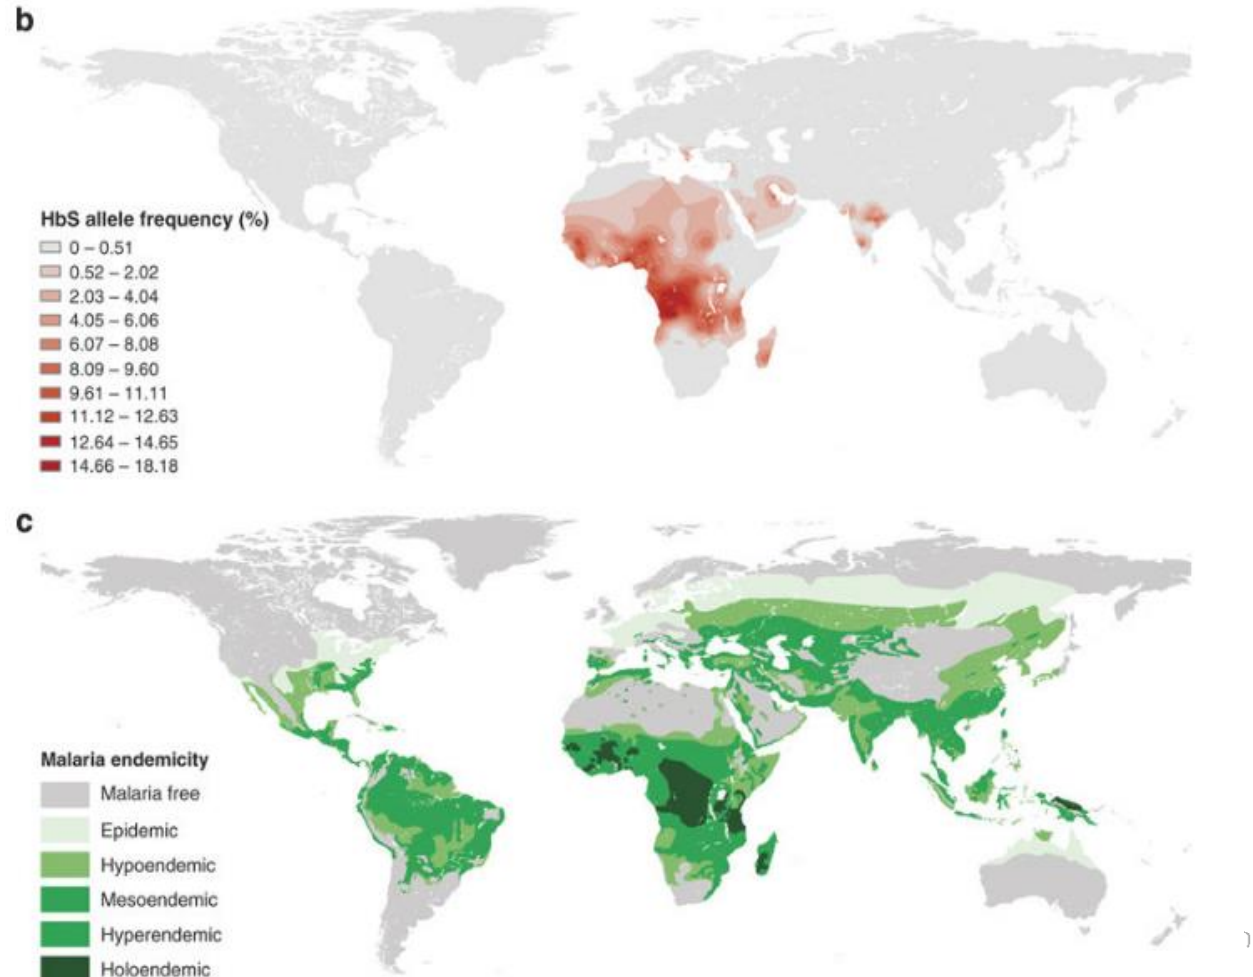 b
HbS allele frequency (%)
0 – 0.51
0.52 – 2.02
2.03 – 4.04
4.05 – 6.06
6.07 – 8.08
8.09 – 9.60
9.61 – 11.11
11.12 – 12.63
12.64 – 14.65
14.66 – 18.18
c
Malaria endemicity
Malaria free
Epidemic
Hypoendemic
Mesoendemic
Hyperendemic
Holoendemic